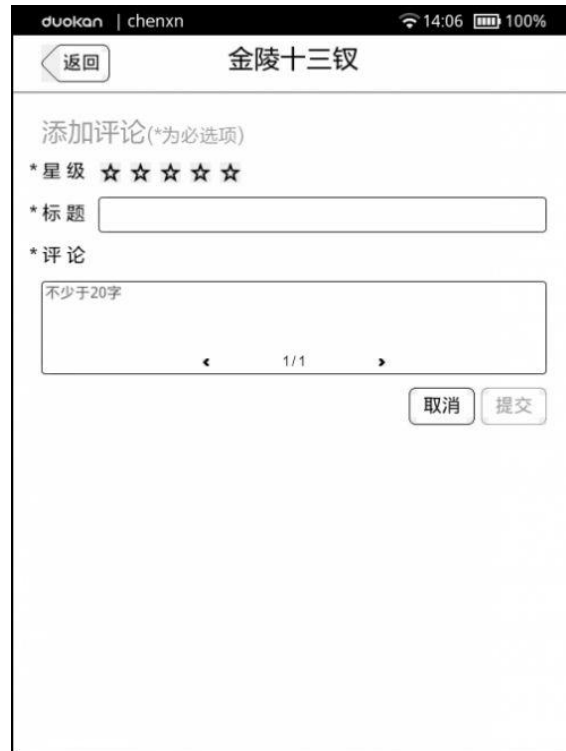 duokan | chenxn 14:06 100%
返回 金陵十三钗
添加评论(*为必选项)
*星级 ☆☆☆☆☆
*标题
*评论
不少于20字
‹ 1/1 ›
取消 提交